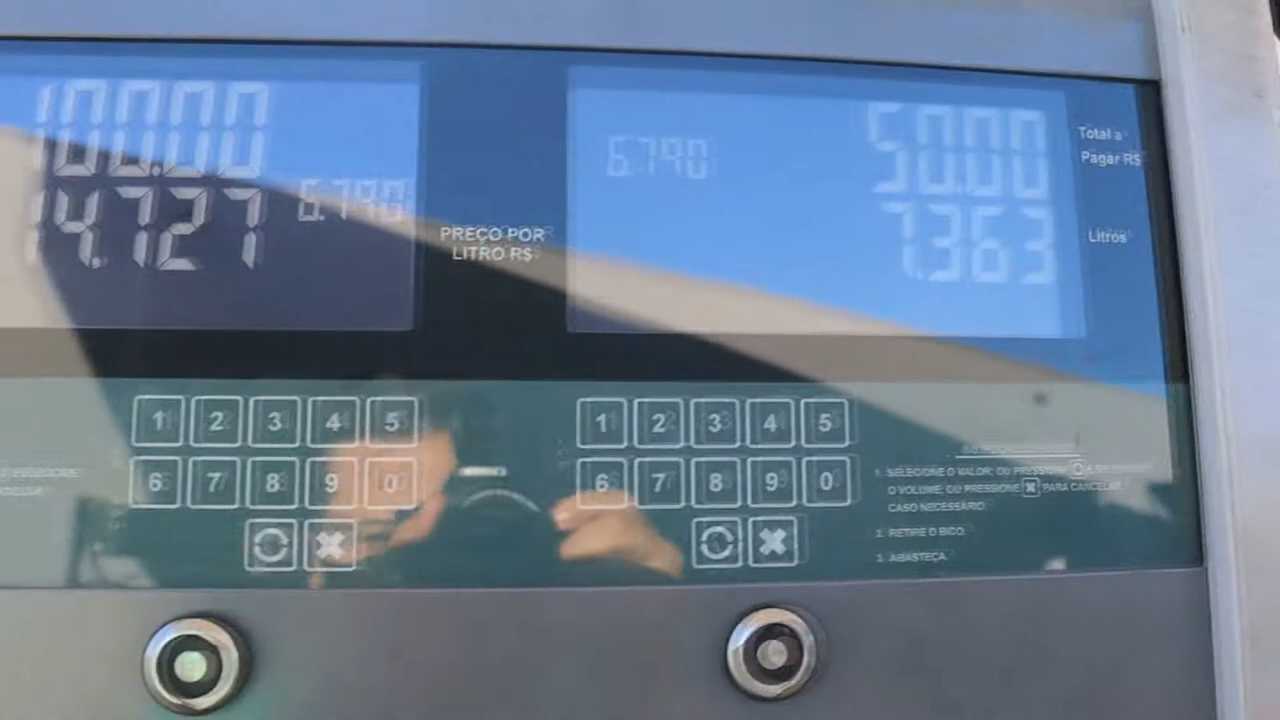 100.00
14.727
6.790
PREÇO POR
LITRO R$
6.790
50.00
7.363
Total a
Pagar R$
Litros
1 2 3 4 5
6 7 8 9 0
1 2 3 4 5
6 7 8 9 0
1. SELECIONE O VALOR; OU PRESSIONE
O VOLUME; OU PRESSIONE PARA CANCELAR
CASO NECESSÁRIO.
2. RETIRE O BICO.
3. ABASTEÇA